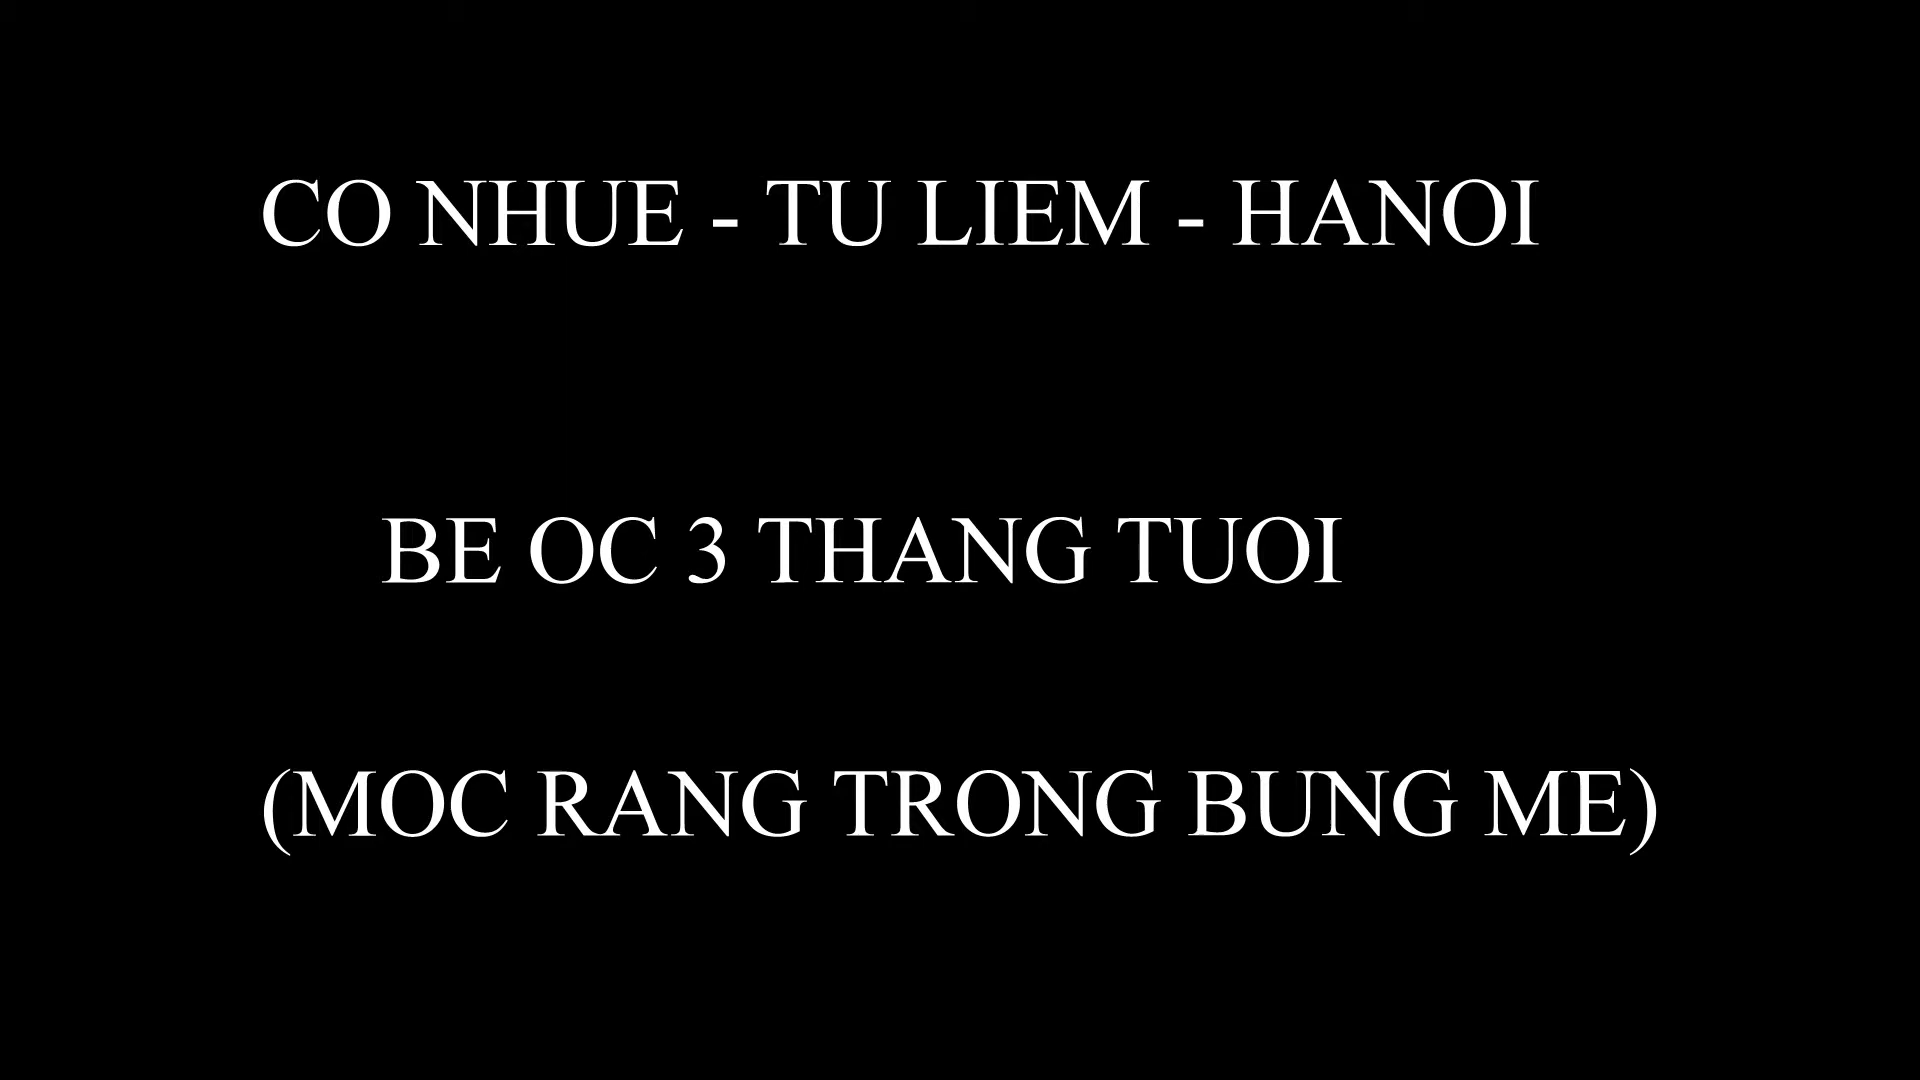 CO NHUE - TU LIEM - HANOI
BE OC 3 THANG TUOI
(MOC RANG TRONG BUNG ME)